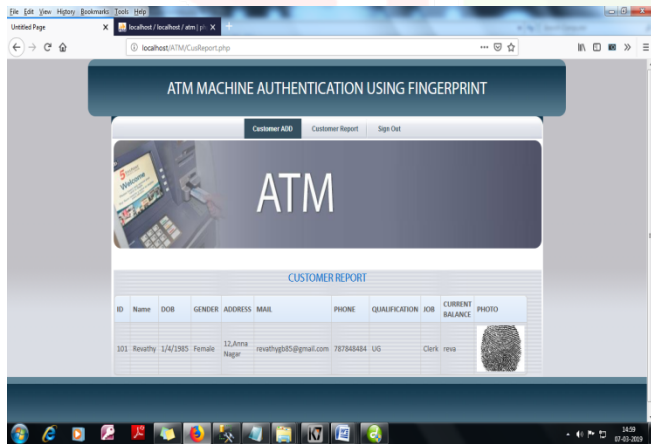 File Edit View History Bookmarks Tools Help
Untitled Page
localhost / localhost / atm | ph
localhost/ATM/CusReport.php
ATM MACHINE AUTHENTICATION USING FINGERPRINT
Customer ADD Customer Report Sign Out
Welcome
ATM
CUSTOMER REPORT
ID Name DOB GENDER ADDRESS MAIL PHONE QUALIFICATION JOB CURRENT BALANCE PHOTO
101 Revathy 1/4/1985 Female 12,Anna Nagar revathygb85@gmail.com 787848484 UG Clerk reva
14:59
07-03-2019